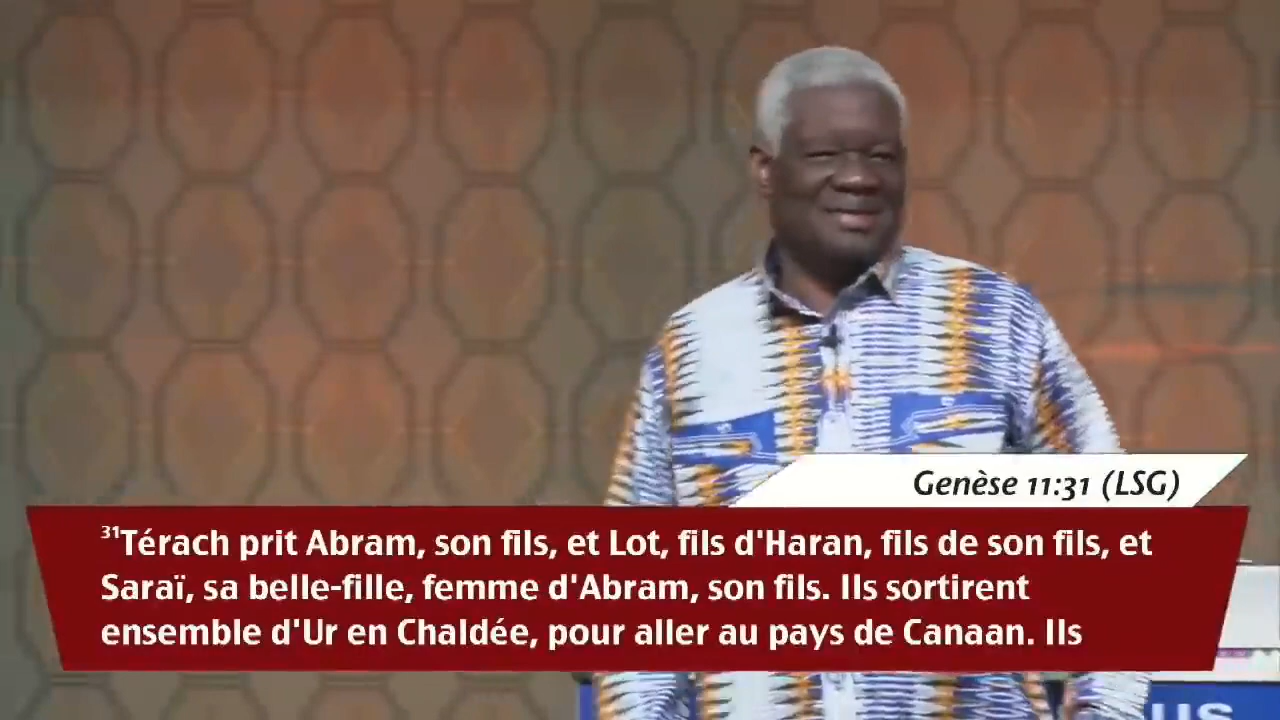 Genèse 11:31 (LSG)
31Térach prit Abram, son fils, et Lot, fils d'Haran, fils de son fils, et
Saraï, sa belle-fille, femme d'Abram, son fils. Ils sortirent
ensemble d'Ur en Chaldée, pour aller au pays de Canaan. Ils